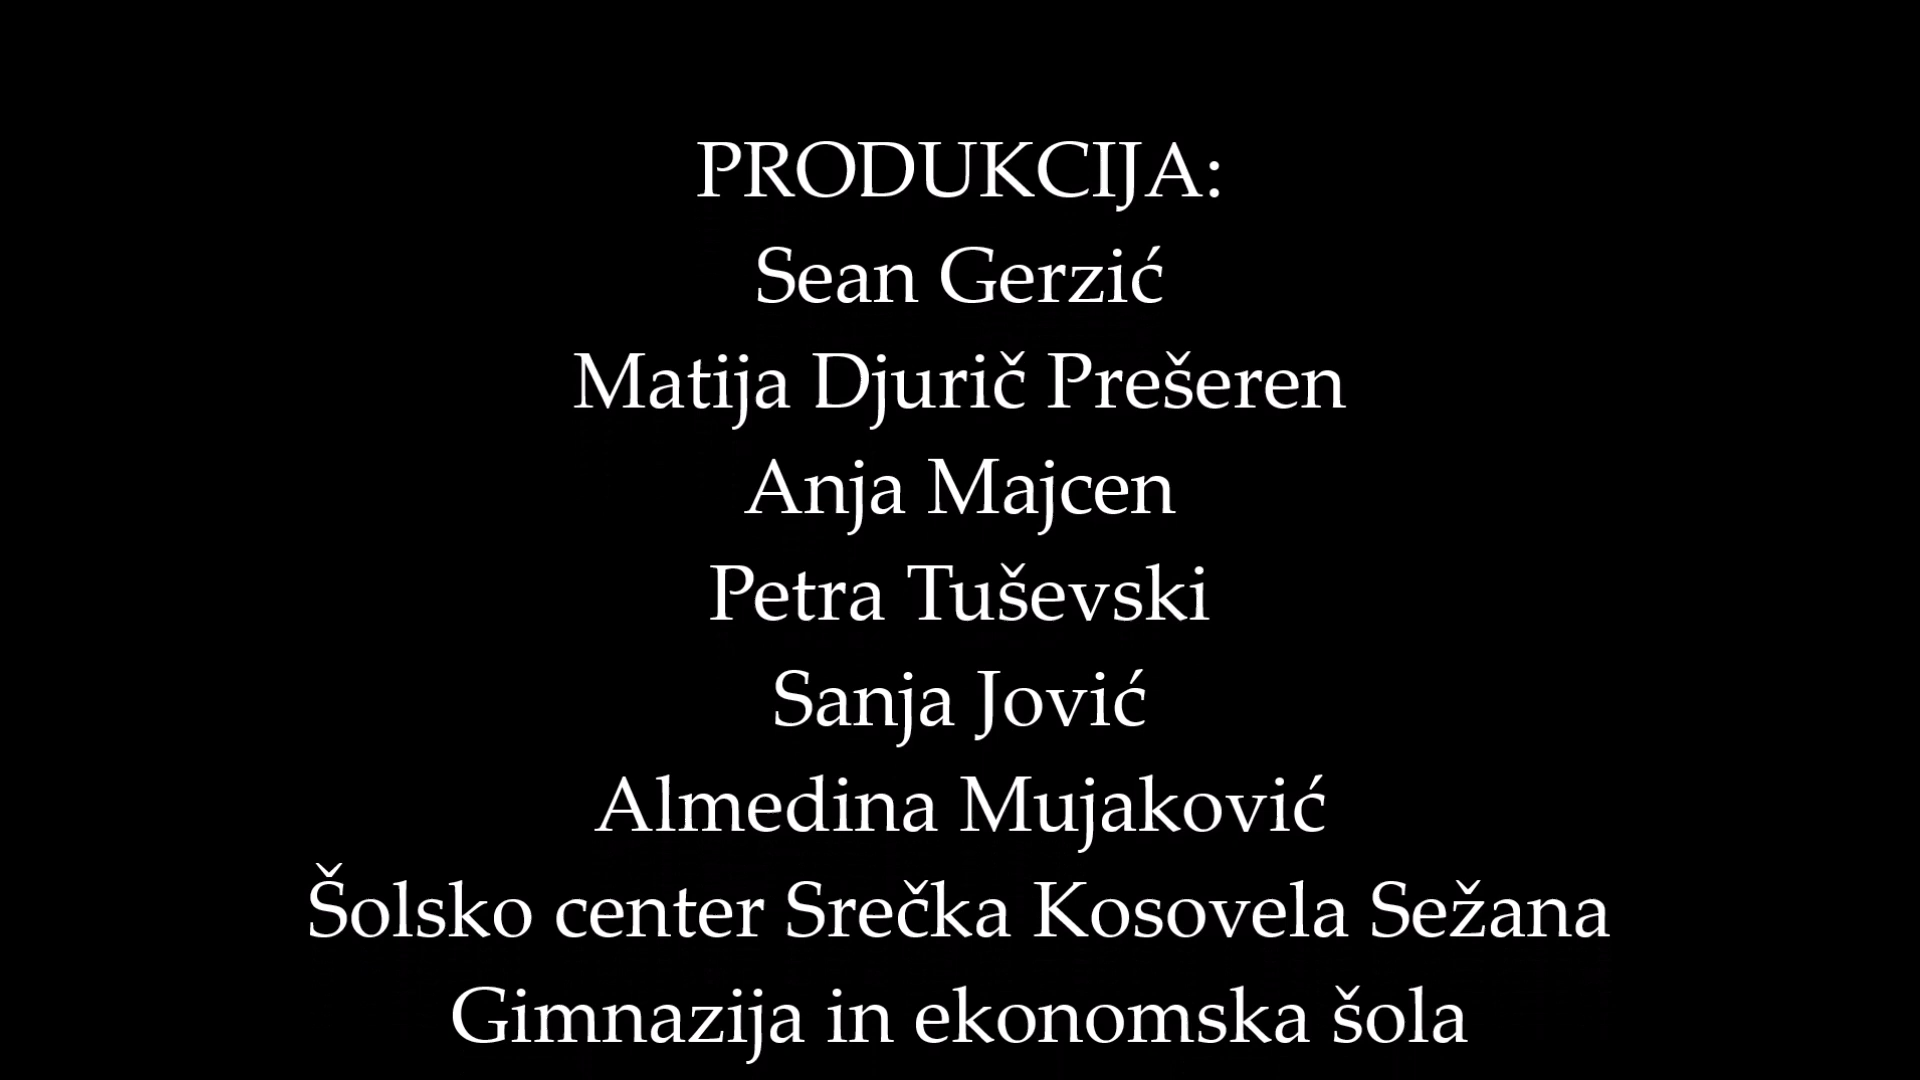 PRODUKCIJA:
Sean Gerzić
Matija Djurič Prešeren
Anja Majcen
Petra Tuševski
Sanja Jović
Almedina Mujaković
Šolsko center Srečka Kosovela Sežana
Gimnazija in ekonomska šola